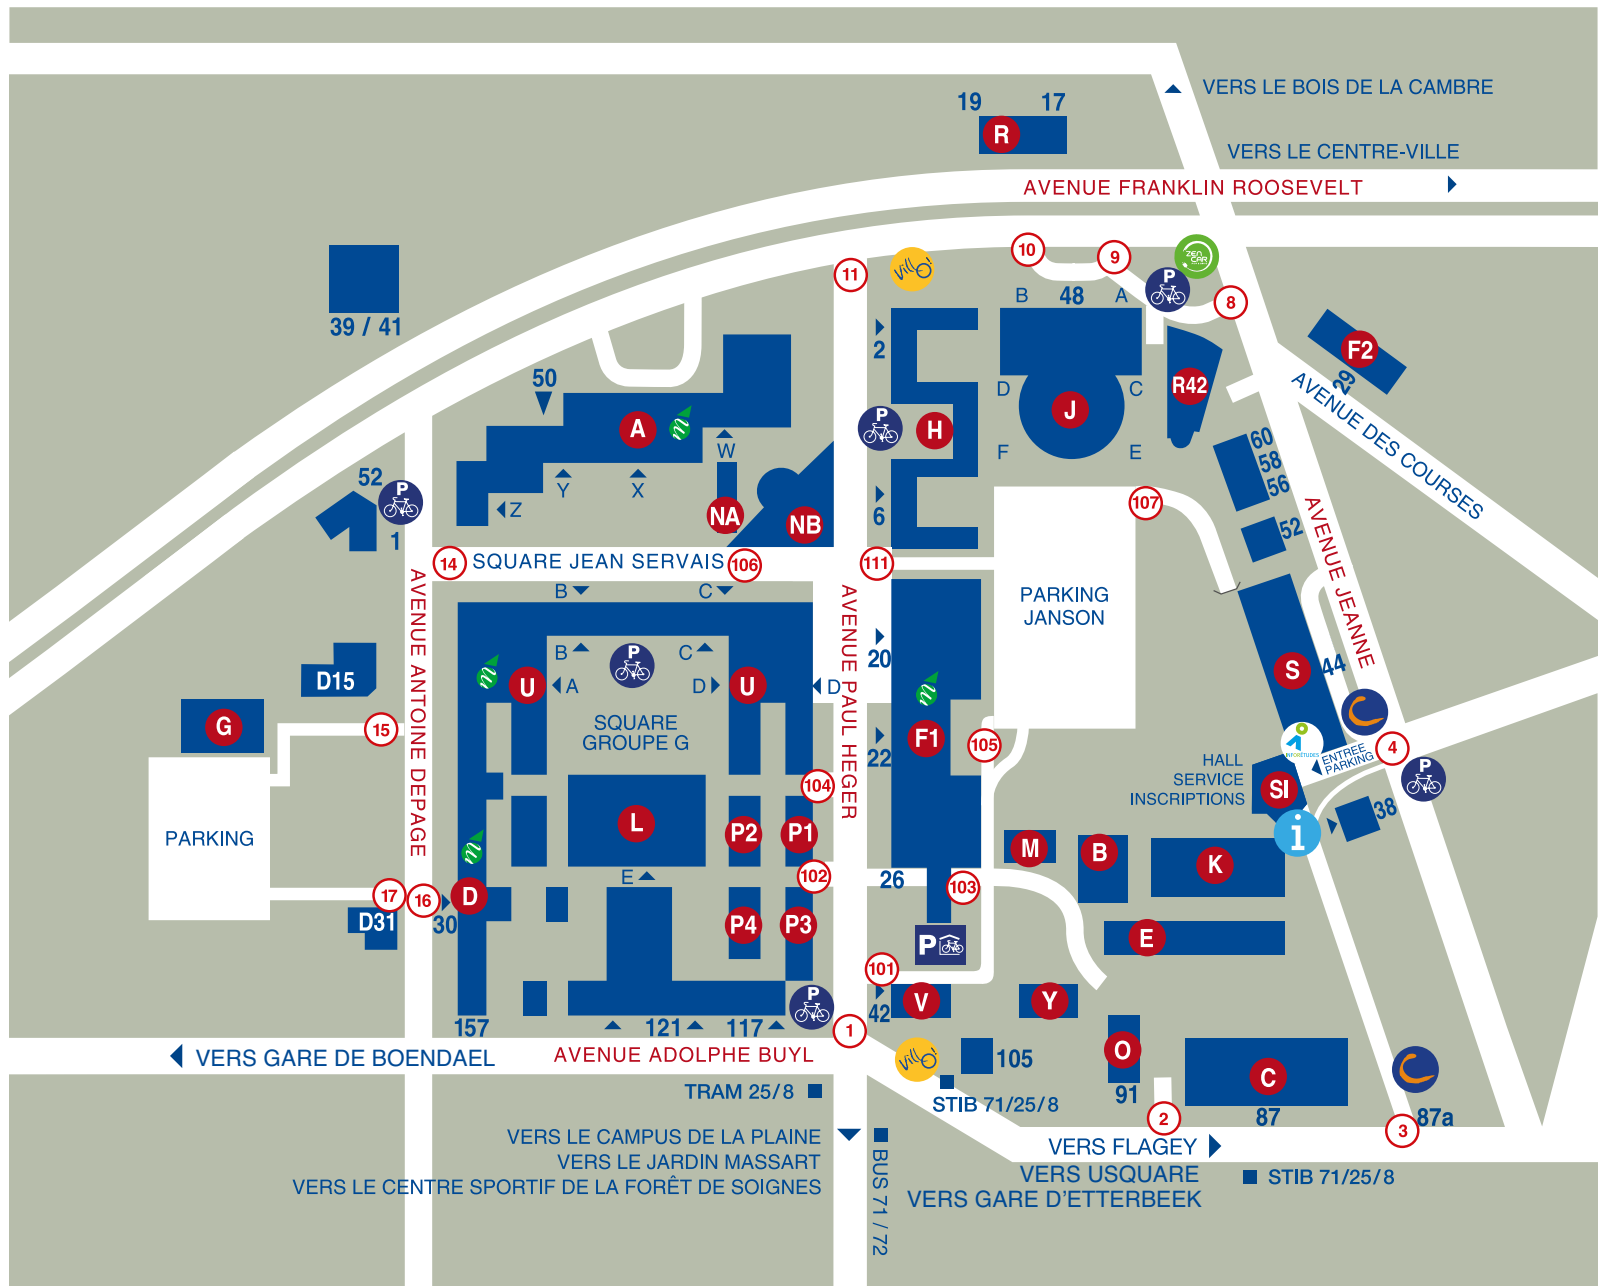 VERS LE BOIS DE LA CAMBRE
19 17
R
VERS LE CENTRE-VILLE
AVENUE FRANKLIN ROOSEVELT
39 / 41
11
Villo!
10
9
ZEN CAR
P
8
B 48 A
2
F2
29
AVENUE DES COURSES
50
A
W
Y
X
Z
P
H
D
C
J
F
E
R42
60
58
56
52
52
P
1
6
NA
NB
107
14
SQUARE JEAN SERVAIS
106
111
AVENUE ANTOINE DEPAGE
AVENUE PAUL HEGER
AVENUE JEANNE
PARKING
JANSON
B
C
B
C
P
U
A
D
U
D
20
D15
G
15
SQUARE
GROUPE G
F1
22
105
S
44
4
ENTREE
PARKING
INFORÉTUDES
HALL
SERVICE
INSCRIPTIONS
SI
P
38
i
104
L
P2
P1
PARKING
M
B
K
E
102
26
103
17
16
D
30
D31
P4
P3
P
E
101
V
42
Y
P
1
157
121
117
VERS GARE DE BOENDAEL
AVENUE ADOLPHE BUYL
Villo!
105
O
91
C
87
2
87a
3
TRAM 25/8
STIB 71/25/8
VERS LE CAMPUS DE LA PLAINE
VERS LE JARDIN MASSART
VERS LE CENTRE SPORTIF DE LA FORÊT DE SOIGNES
BUS 71 / 72
VERS FLAGEY
VERS USQUARE
VERS GARE D'ETTERBEEK
STIB 71/25/8